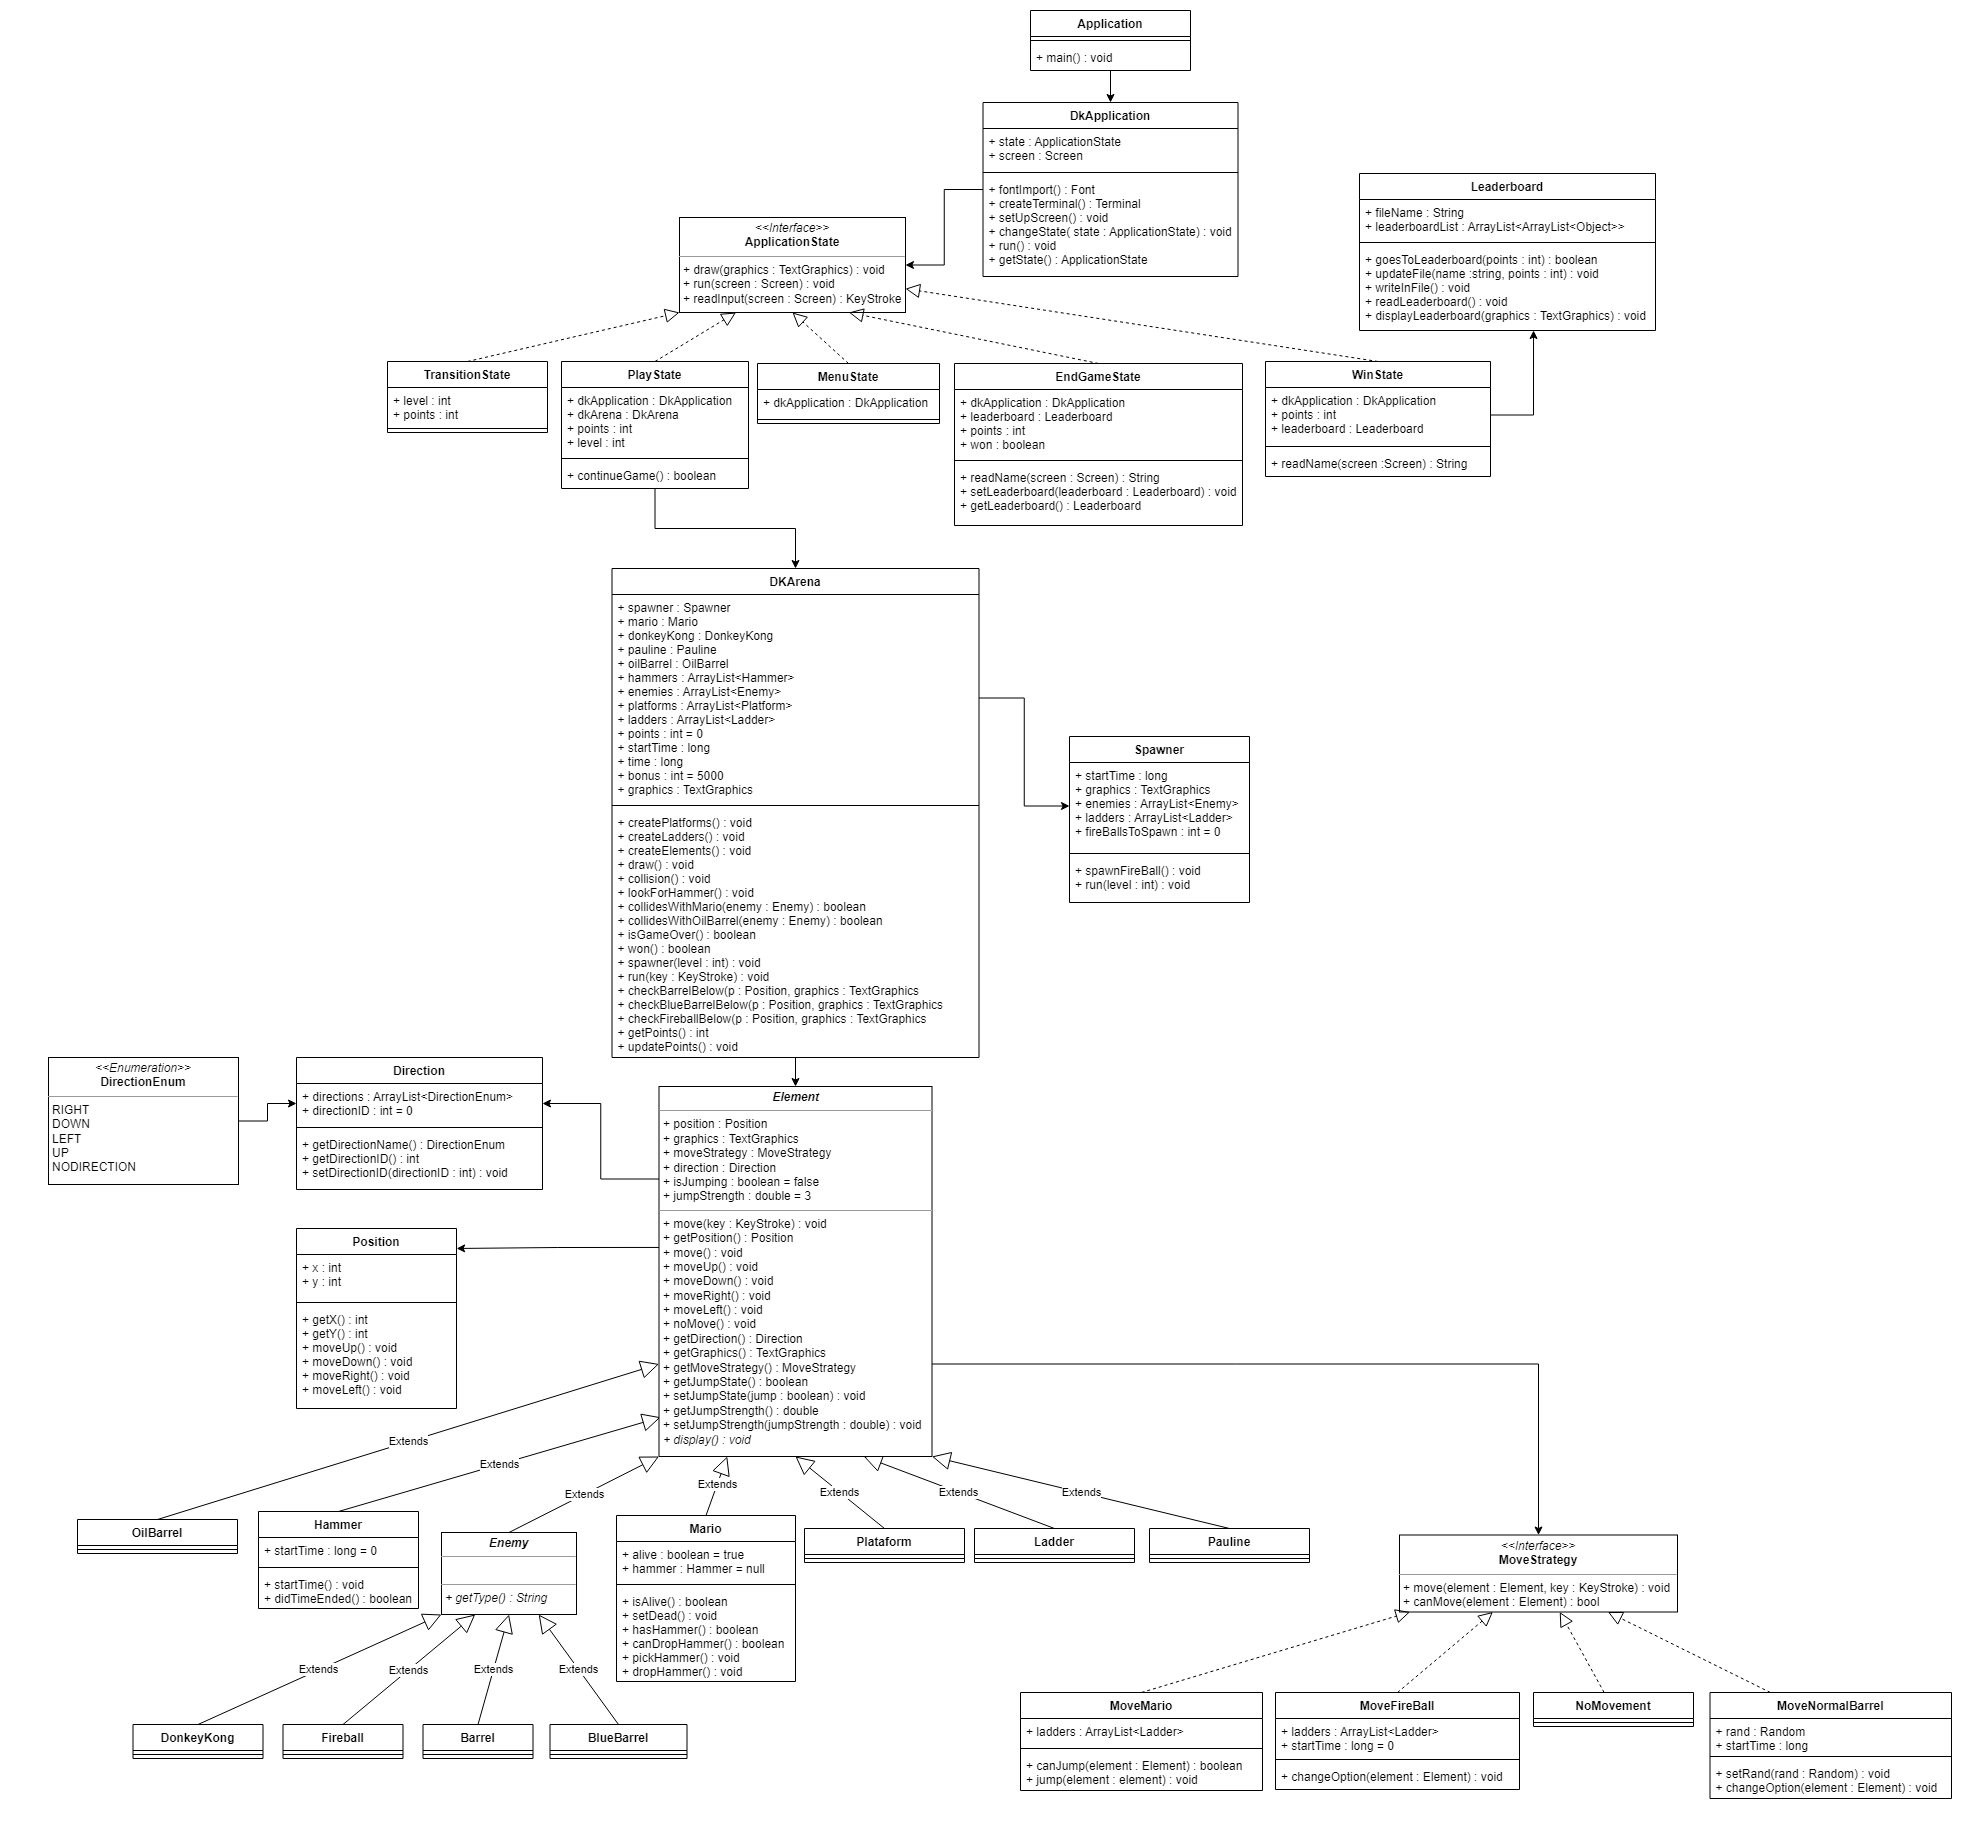 Application
+ main() : void
DkApplication
+ state : ApplicationState
+ screen : Screen
+ fontImport() : Font
+ createTerminal() : Terminal
+ setUpScreen() : void
+ changeState( state : ApplicationState) : void
+ run() : void
+ getState() : ApplicationState
Leaderboard
+ fileName : String
+ leaderboardList : ArrayList<ArrayList<Object>>
+ goesToLeaderboard(points : int) : boolean
+ updateFile(name :string, points : int) : void
+ writeInFile() : void
+ readLeaderboard() : void
+ displayLeaderboard(graphics : TextGraphics) : void
<<Interface>>
ApplicationState
+ draw(graphics : TextGraphics) : void
+ run(screen : Screen) : void
+ readInput(screen : Screen) : KeyStroke
TransitionState
+ level : int
+ points : int
PlayState
+ dkApplication : DkApplication
+ dkArena : DkArena
+ points : int
+ level : int
+ continueGame() : boolean
MenuState
+ dkApplication : DkApplication
EndGameState
+ dkApplication : DkApplication
+ leaderboard : Leaderboard
+ points : int
+ won : boolean
+ readName(screen : Screen) : String
+ setLeaderboard(leaderboard : Leaderboard) : void
+ getLeaderboard() : Leaderboard
WinState
+ dkApplication : DkApplication
+ points : int
+ leaderboard : Leaderboard
+ readName(screen :Screen) : String
DKArena
+ spawner : Spawner
+ mario : Mario
+ donkeyKong : DonkeyKong
+ pauline : Pauline
+ oilBarrel : OilBarrel
+ hammers : ArrayList<Hammer>
+ enemies : ArrayList<Enemy>
+ platforms : ArrayList<Platform>
+ ladders : ArrayList<Ladder>
+ points : int = 0
+ startTime : long
+ time : long
+ bonus : int = 5000
+ graphics : TextGraphics
+ createPlatforms() : void
+ createLadders() : void
+ createElements() : void
+ draw() : void
+ collision() : void
+ lookForHammer() : void
+ collidesWithMario(enemy : Enemy) : boolean
+ collidesWithOilBarrel(enemy : Enemy) : boolean
+ isGameOver() : boolean
+ won() : boolean
+ spawner(level : int) : void
+ run(key : KeyStroke) : void
+ checkBarrelBelow(p : Position, graphics : TextGraphics
+ checkBlueBarrelBelow(p : Position, graphics : TextGraphics
+ checkFireballBelow(p : Position, graphics : TextGraphics
+ getPoints() : int
+ updatePoints() : void
Spawner
+ startTime : long
+ graphics : TextGraphics
+ enemies : ArrayList<Enemy>
+ ladders : ArrayList<Ladder>
+ fireBallsToSpawn : int = 0
+ spawnFireBall() : void
+ run(level : int) : void
<<Enumeration>>
DirectionEnum
RIGHT
DOWN
LEFT
UP
NODIRECTION
Direction
+ directions : ArrayList<DirectionEnum>
+ directionID : int = 0
+ getDirectionName() : DirectionEnum
+ getDirectionID() : int
+ setDirectionID(directionID : int) : void
Element
+ position : Position
+ graphics : TextGraphics
+ moveStrategy : MoveStrategy
+ direction : Direction
+ isJumping : boolean = false
+ jumpStrength : double = 3
+ move(key : KeyStroke) : void
+ getPosition() : Position
+ move() : void
+ moveUp() : void
+ moveDown() : void
+ moveRight() : void
+ moveLeft() : void
+ noMove() : void
+ getDirection() : Direction
+ getGraphics() : TextGraphics
+ getMoveStrategy() : MoveStrategy
+ getJumpState() : boolean
+ setJumpState(jump : boolean) : void
+ getJumpStrength() : double
+ setJumpStrength(jumpStrength : double) : void
+ display() : void
Position
+ x : int
+ y : int
+ getX() : int
+ getY() : int
+ moveUp() : void
+ moveDown() : void
+ moveRight() : void
+ moveLeft() : void
Extends
Extends
Extends
Extends
Extends
Extends
Extends
OilBarrel
Hammer
+ startTime : long = 0
+ startTime() : void
+ didTimeEnded() : boolean
Enemy
+ getType() : String
Mario
+ alive : boolean = true
+ hammer : Hammer = null
+ isAlive() : boolean
+ setDead() : void
+ hasHammer() : boolean
+ canDropHammer() : boolean
+ pickHammer() : void
+ dropHammer() : void
Plataform
Ladder
Pauline
<<Interface>>
MoveStrategy
+ move(element : Element, key : KeyStroke) : void
+ canMove(element : Element) : bool
Extends
Extends
Extends
Extends
DonkeyKong
Fireball
Barrel
BlueBarrel
MoveMario
+ ladders : ArrayList<Ladder>
+ canJump(element : Element) : boolean
+ jump(element : element) : void
MoveFireBall
+ ladders : ArrayList<Ladder>
+ startTime : long = 0
+ changeOption(element : Element) : void
NoMovement
MoveNormalBarrel
+ rand : Random
+ startTime : long
+ setRand(rand : Random) : void
+ changeOption(element : Element) : void